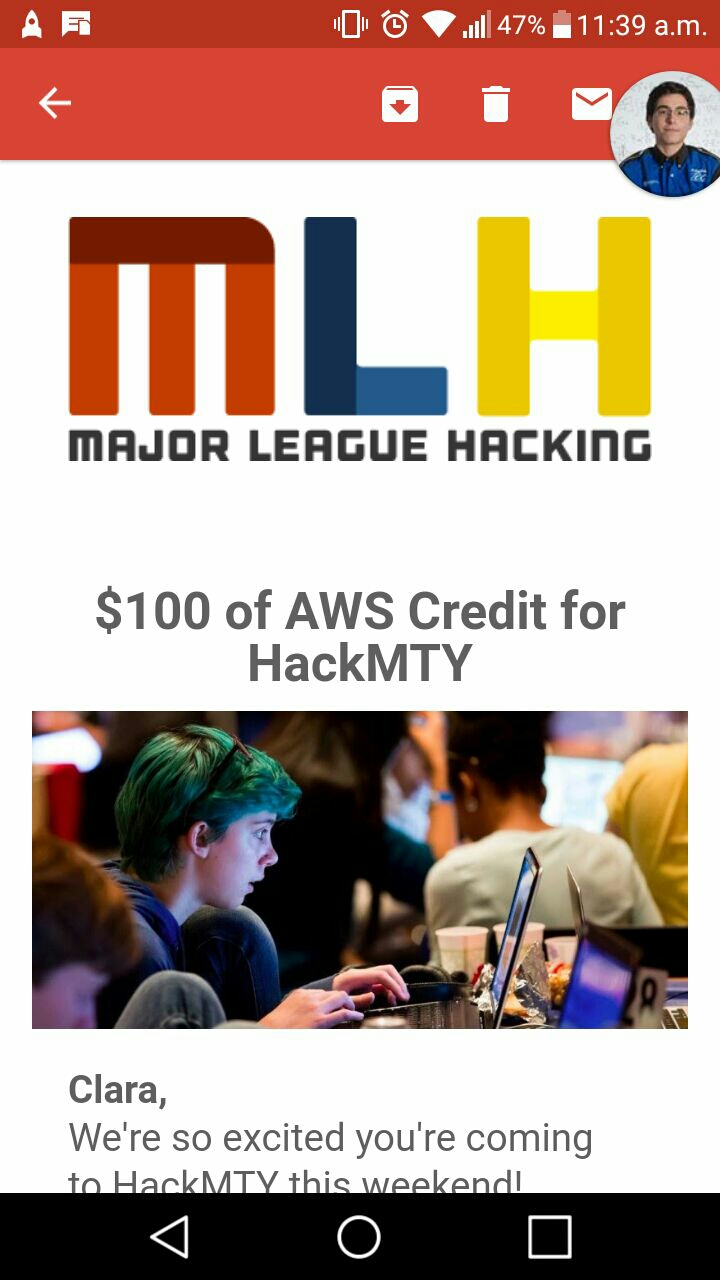 47% 11:39 a.m.
MLH
MAJOR LEAGUE HACKING
$100 of AWS Credit for
HackMTY
Clara,
We're so excited you're coming
to HackMTY this weekend!